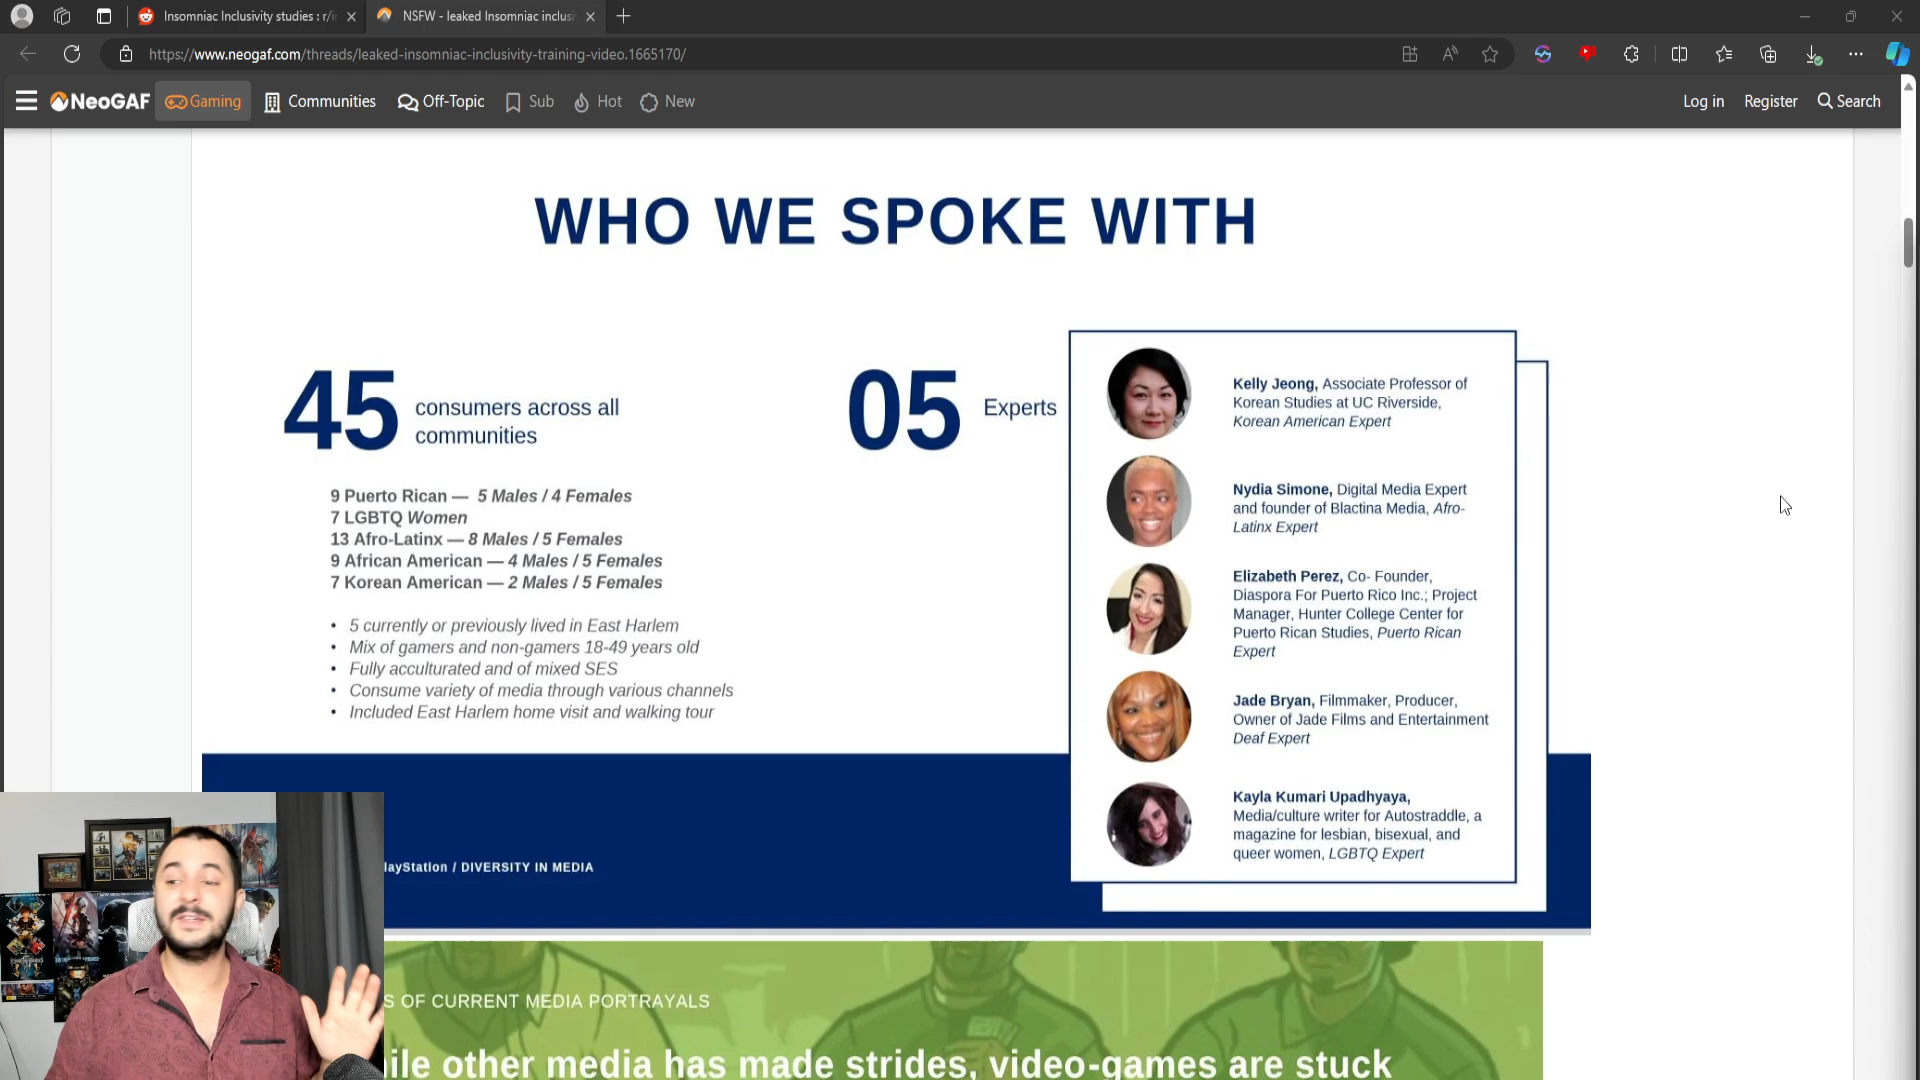 Insomniac Inclusivity studies : r/i
NSFW - leaked Insomniac inclusi
https://www.neogaf.com/threads/leaked-insomniac-inclusivity-training-video.1665170/
NeoGAF
Gaming
Communities
Off-Topic
Sub
Hot
New
Log in
Register
Search
WHO WE SPOKE WITH
45 consumers across all
communities
9 Puerto Rican — 5 Males / 4 Females
7 LGBTQ Women
13 Afro-Latinx — 8 Males / 5 Females
9 African American — 4 Males / 5 Females
7 Korean American — 2 Males / 5 Females
• 5 currently or previously lived in East Harlem
• Mix of gamers and non-gamers 18-49 years old
• Fully acculturated and of mixed SES
• Consume variety of media through various channels
• Included East Harlem home visit and walking tour
05 Experts
Kelly Jeong, Associate Professor of
Korean Studies at UC Riverside,
Korean American Expert
Nydia Simone, Digital Media Expert
and founder of Blactina Media, Afro-
Latinx Expert
Elizabeth Perez, Co- Founder,
Diaspora For Puerto Rico Inc.; Project
Manager, Hunter College Center for
Puerto Rican Studies, Puerto Rican
Expert
Jade Bryan, Filmmaker, Producer,
Owner of Jade Films and Entertainment
Deaf Expert
Kayla Kumari Upadhyaya,
Media/culture writer for Autostraddle, a
magazine for lesbian, bisexual, and
queer women, LGBTQ Expert
layStation / DIVERSITY IN MEDIA
S OF CURRENT MEDIA PORTRAYALS
ile other media has made strides, video-games are stuck